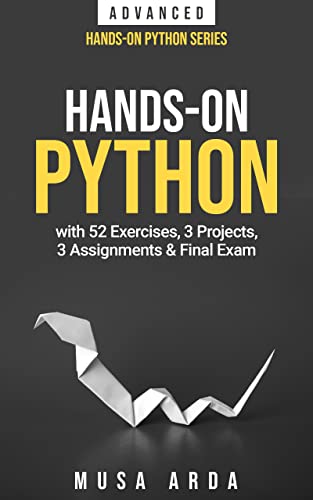 ADVANCED
HANDS-ON PYTHON SERIES
HANDS-ON
PYTHON
with 52 Exercises, 3 Projects,
3 Assignments & Final Exam
MUSA ARDA